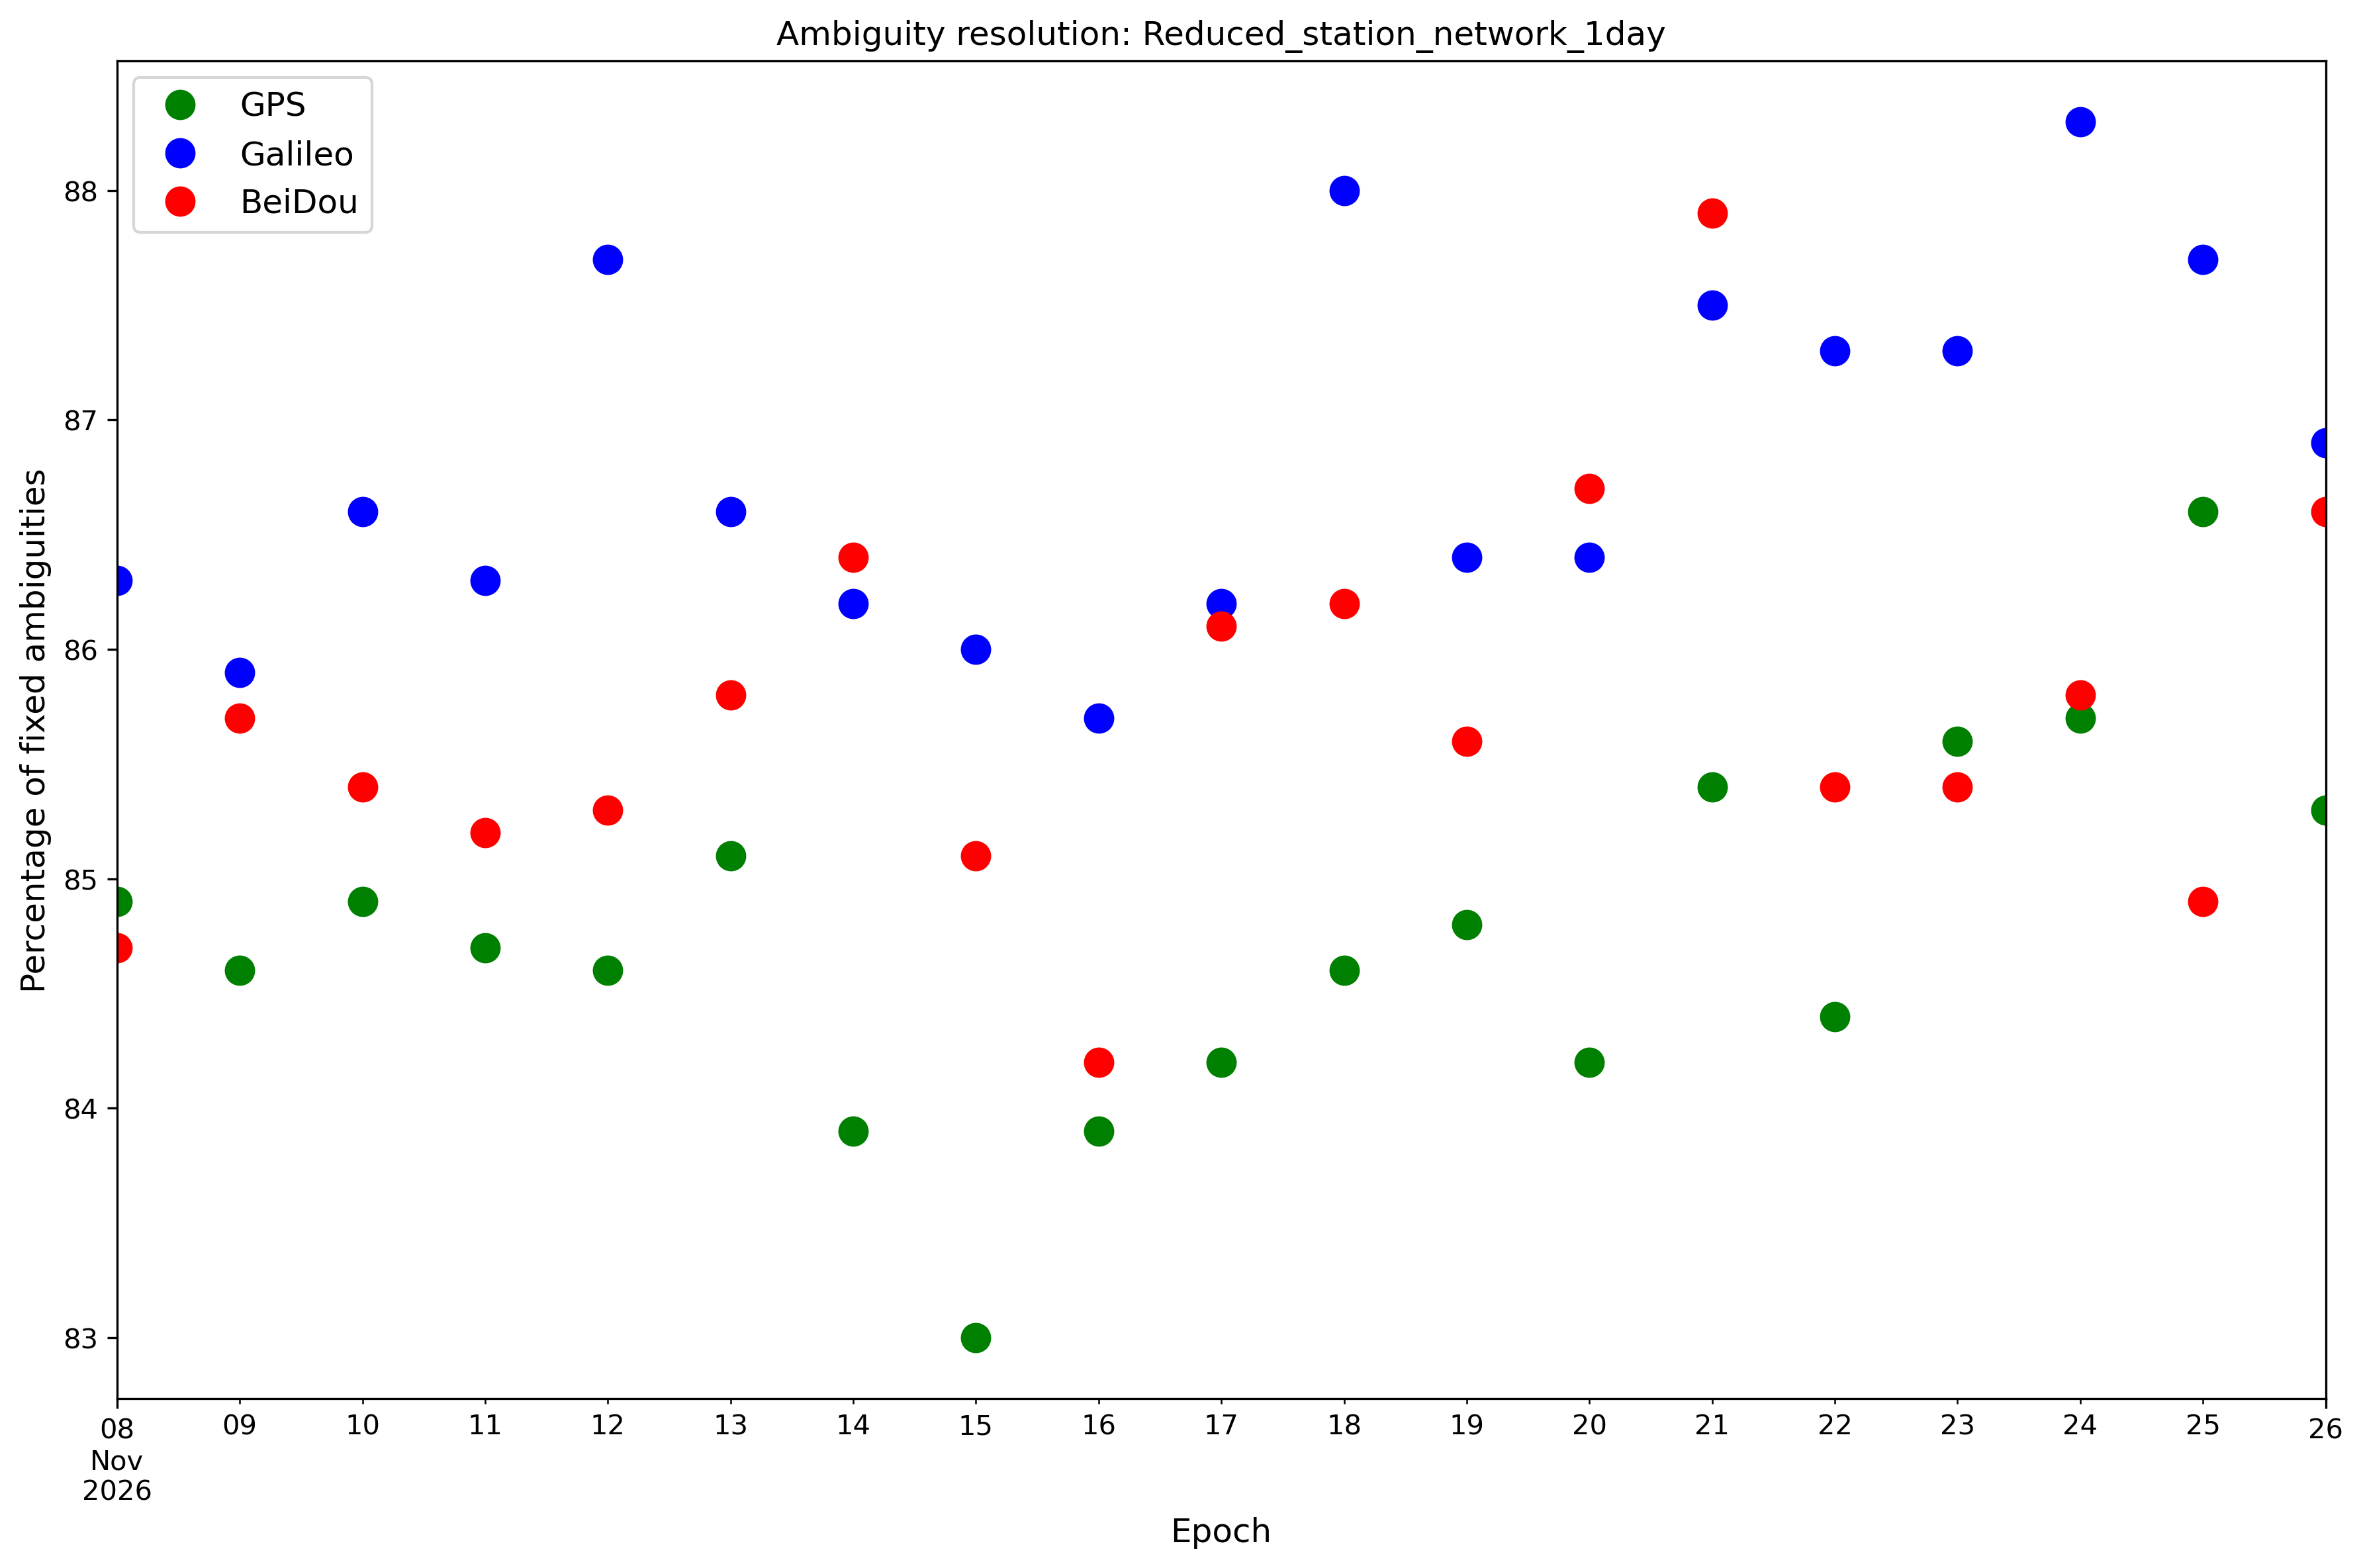 Ambiguity resolution: Reduced_station_network_1day
GPS
Galileo
BeiDou
Percentage of fixed ambiguities
88
87
86
85
84
83
08 09 10 11 12 13 14 15 16 17 18 19 20 21 22 23 24 25 26
Nov
2026
Epoch